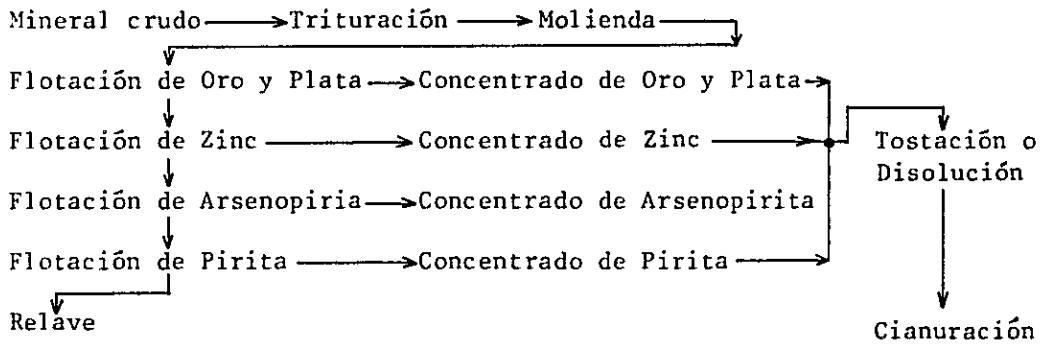 Mineral crudo Trituración Molienda
Flotación de Oro y Plata Concentrado de Oro y Plata
Flotación de Zinc Concentrado de Zinc Tostación o
Disolución
Flotación de Arsenopiria Concentrado de Arsenopirita
Flotación de Pirita Concentrado de Pirita
Relave Cianuración